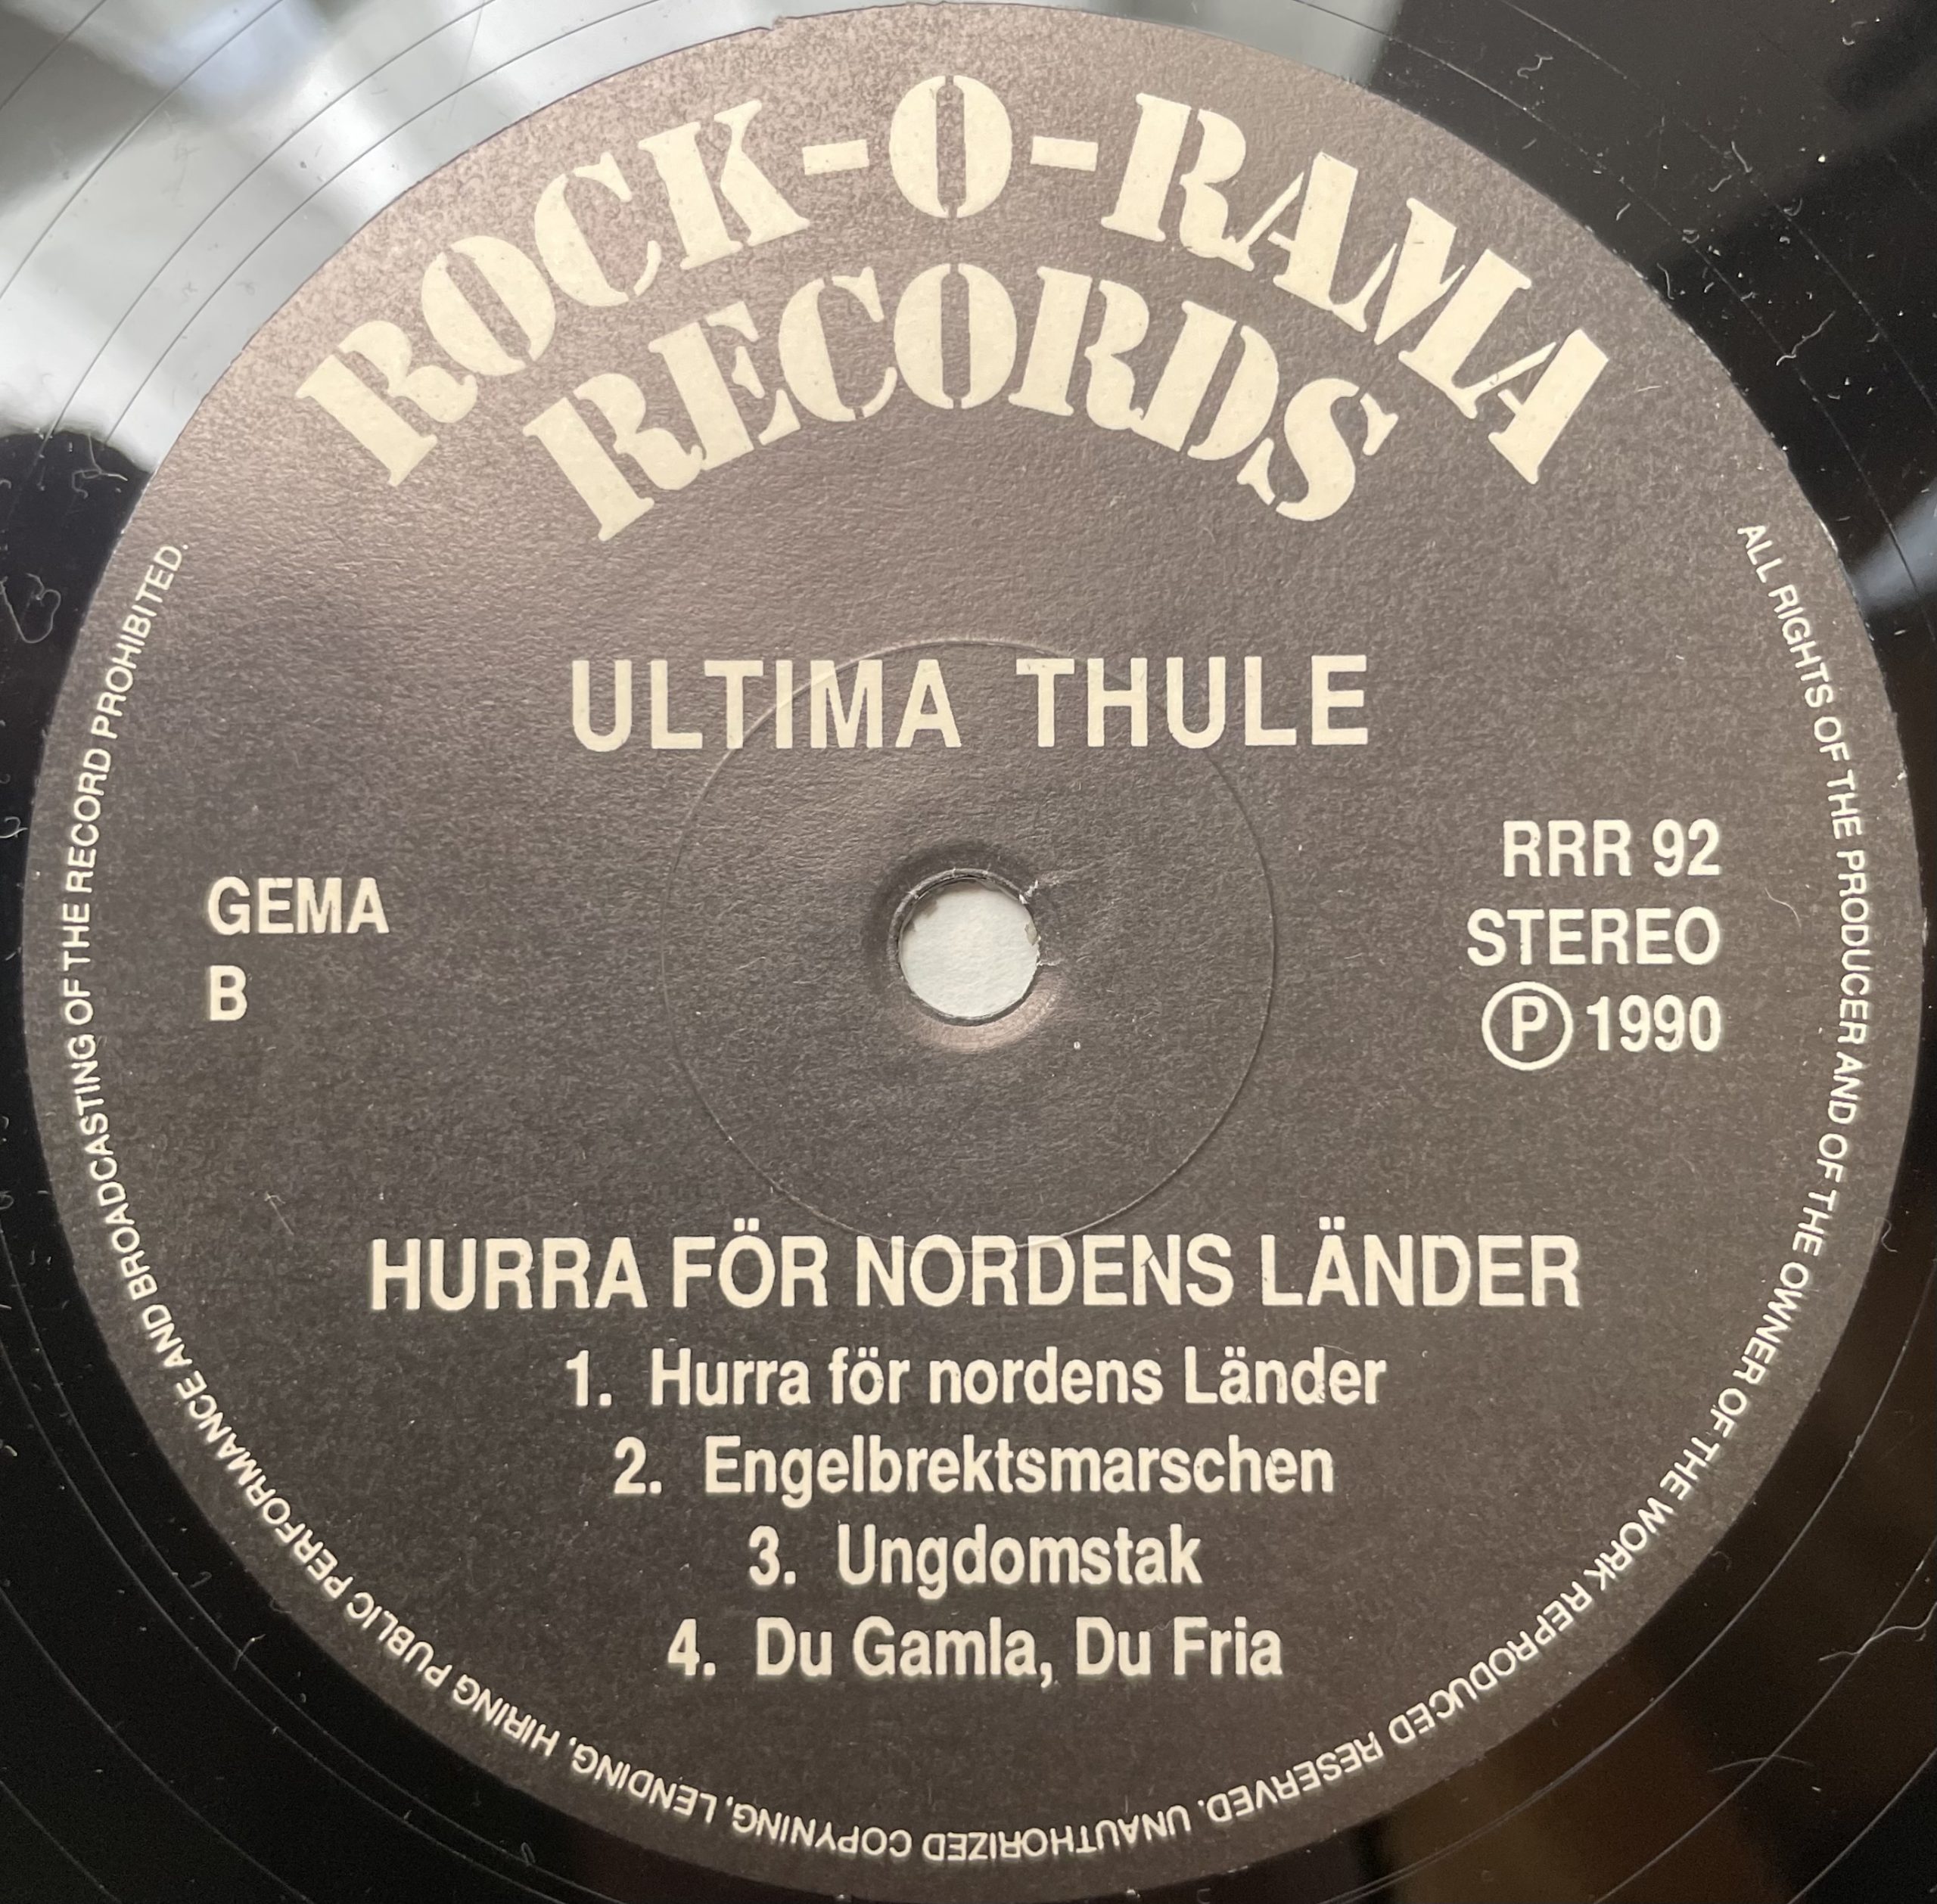 ROCK-O-RAMA
RECORDS
ULTIMA THULE
GEMA
B
RRR 92
STEREO
Ⓟ 1990
HURRA FÖR NORDENS LÄNDER
1. Hurra för nordens Länder
2. Engelbrektsmarschen
3. Ungdomstak
4. Du Gamla, Du Fria
ALL RIGHTS OF THE PRODUCER AND OF THE OWNER OF THE WORK REPRODUCED RESERVED. UNAUTHORIZED COPYNING, LENDING, HIRING PUBLIC PERFORMANCE AND BROADCASTING OF THE RECORD PROHIBITED.